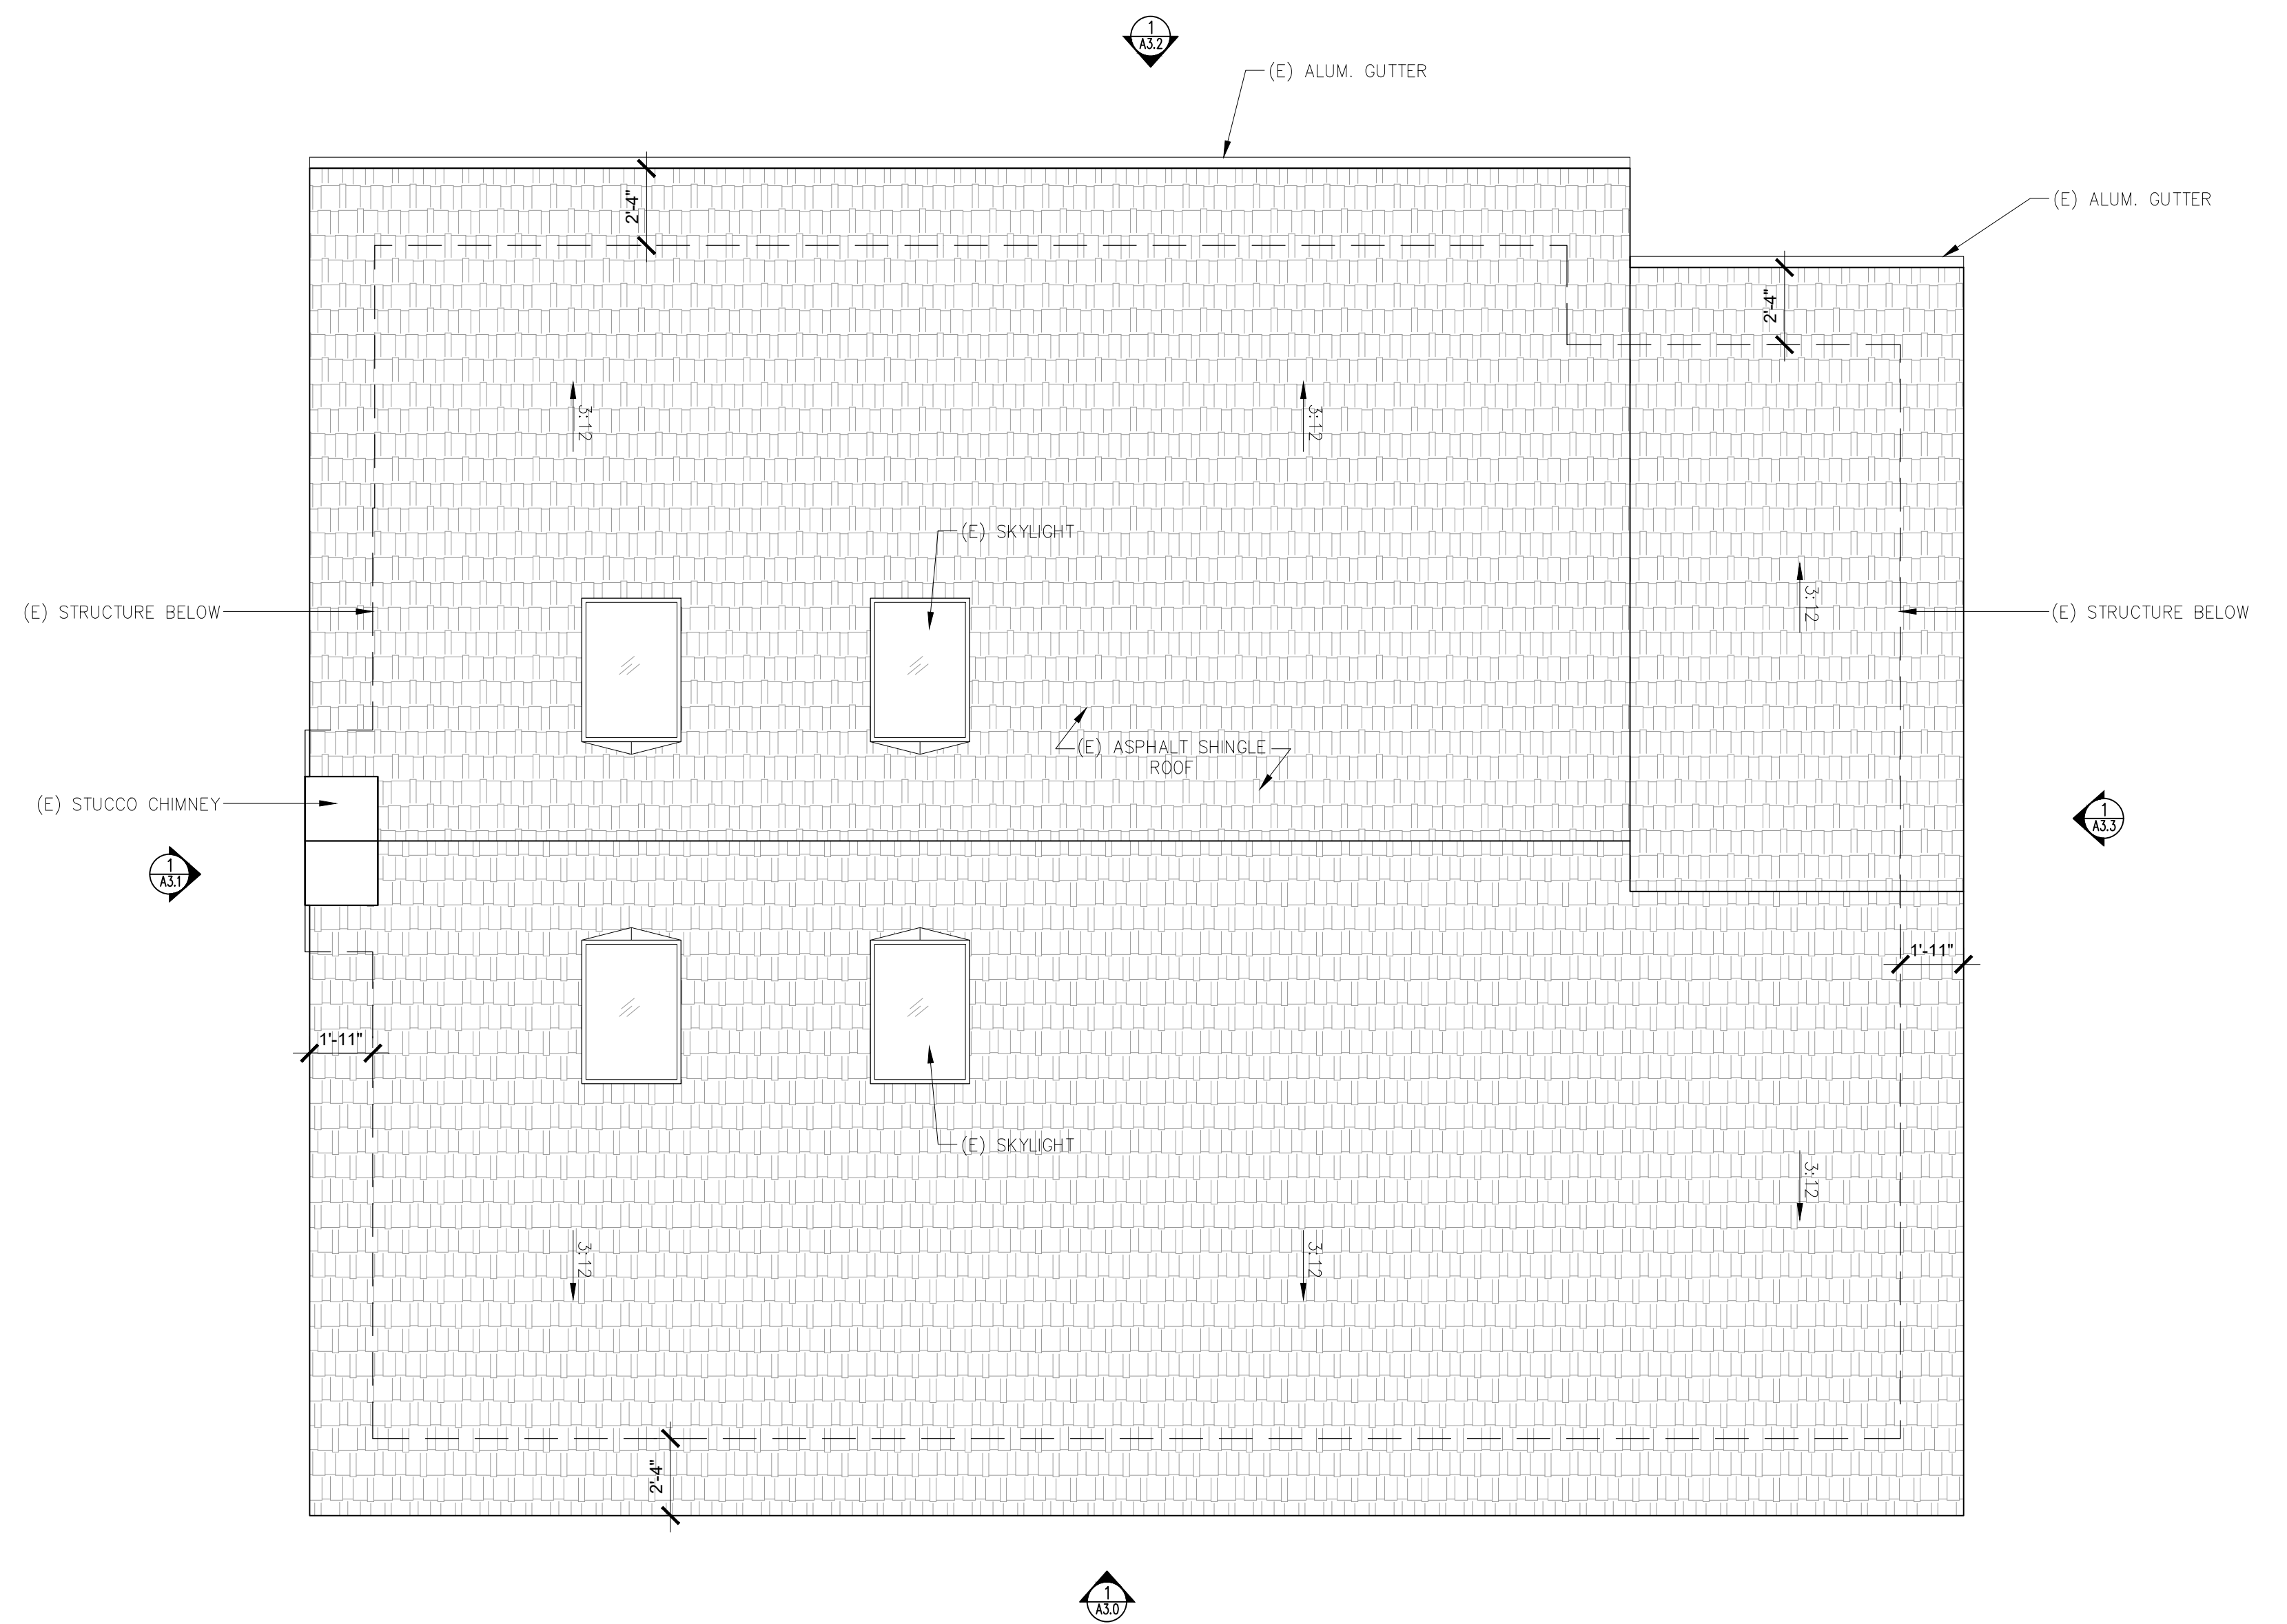 1
A3.2
(E) ALUM. GUTTER
(E) ALUM. GUTTER
2'-4"
2'-4"
3:12
3:12
(E) SKYLIGHT
3:12
(E) STRUCTURE BELOW
(E) STRUCTURE BELOW
(E) ASPHALT SHINGLE
ROOF
(E) STUCCO CHIMNEY
1
A3.3
1
A3.1
1'-11"
1'-11"
(E) SKYLIGHT
3:12
3:12
3:12
2'-4"
1
A3.0